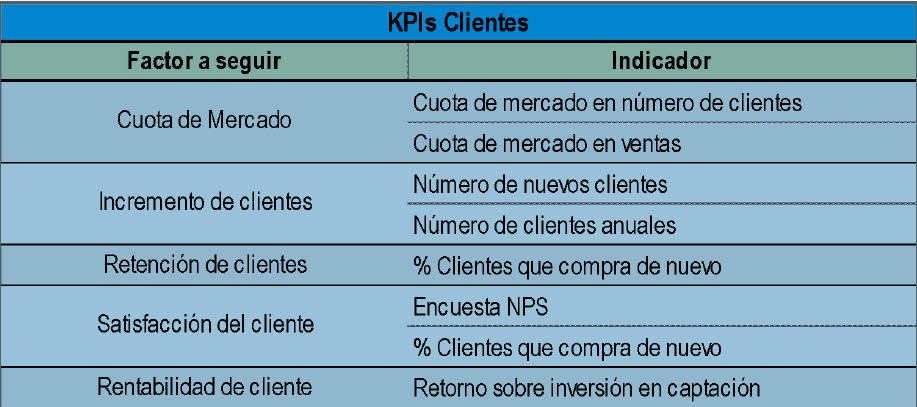 KPIs Clientes
Factor a seguir Indicador
Cuota de Mercado
Cuota de mercado en número de clientes
Cuota de mercado en ventas
Incremento de clientes
Número de nuevos clientes
Número de clientes anuales
Retención de clientes % Clientes que compra de nuevo
Satisfacción del cliente
Encuesta NPS
% Clientes que compra de nuevo
Rentabilidad de cliente Retorno sobre inversión en captación